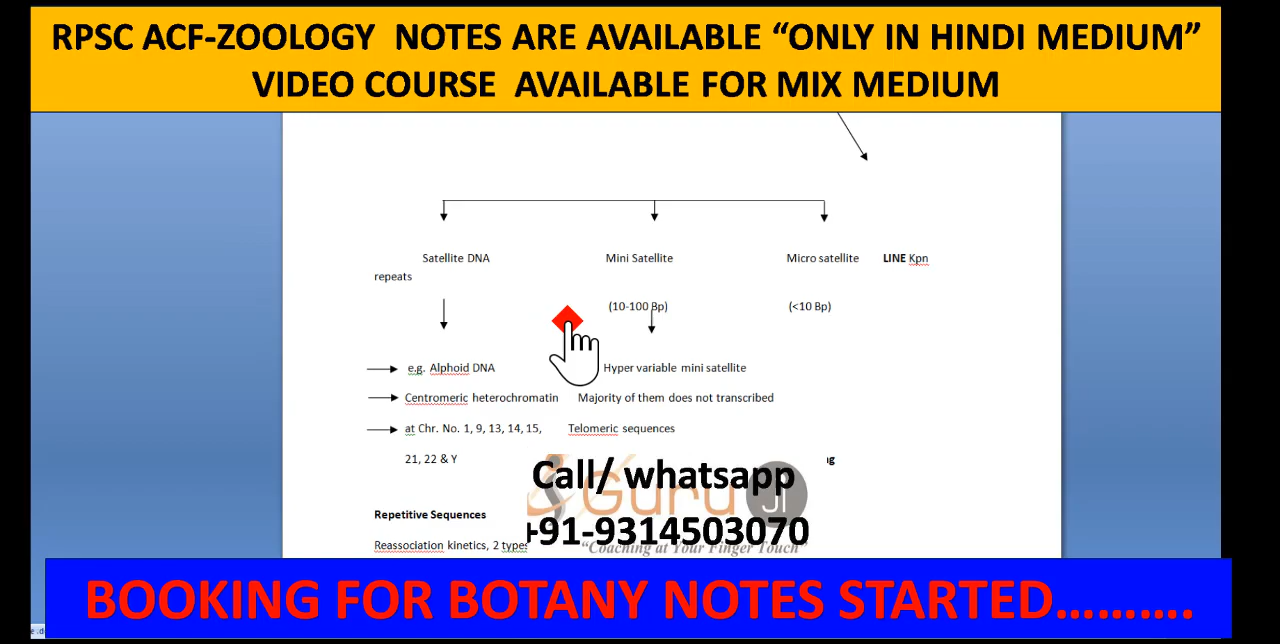 RPSC ACF-ZOOLOGY NOTES ARE AVAILABLE “ONLY IN HINDI MEDIUM”
VIDEO COURSE AVAILABLE FOR MIX MEDIUM
Satellite DNA Mini Satellite Micro satellite LINE Kpn
repeats
(10-100 Bp) (<10 Bp)
e.g. Alphoid DNA Hyper variable mini satellite
Centromeric heterochromatin Majority of them does not transcribed
at Chr. No. 1, 9, 13, 14, 15, Telomeric sequences
21, 22 & Y
Call/ whatsapp
Guru JI
+91-9314503070
Repetitive Sequences
Reassociation kinetics, 2 types
“Coaching at Your Finger Touch”
BOOKING FOR BOTANY NOTES STARTED……….